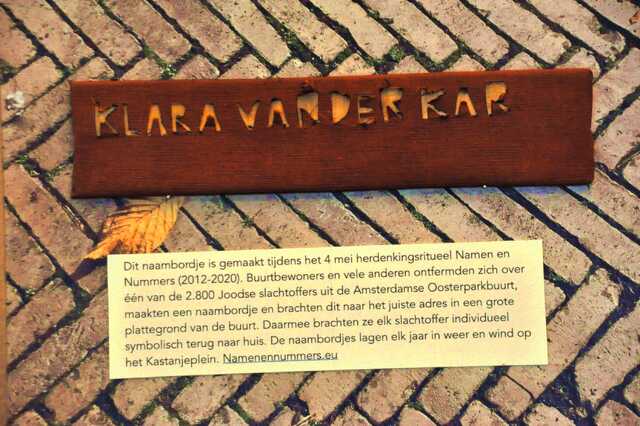 KLARA VAN DER KAR
Dit naambordje is gemaakt tijdens het 4 mei herdenkingsritueel Namen en
Nummers (2012-2020). Buurtbewoners en vele anderen ontfermden zich over
één van de 2.800 Joodse slachtoffers uit de Amsterdamse Oosterparkbuurt,
maakten een naambordje en brachten dit naar het juiste adres in een grote
plattegrond van de buurt. Daarmee brachten ze elk slachtoffer individueel
symbolisch terug naar huis. De naambordjes lagen elk jaar in weer en wind op
het Kastanjeplein. Namenennummers.eu